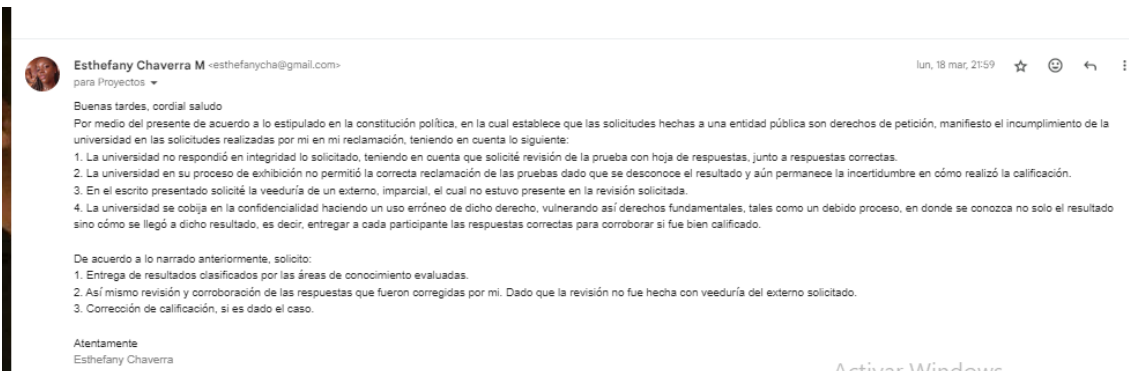 Esthefany Chaverra M <esthefanycha@gmail.com>
lun, 18 mar, 21:59
para Proyectos
Buenas tardes, cordial saludo
Por medio del presente de acuerdo a lo estipulado en la constitución política, en la cual establece que las solicitudes hechas a una entidad pública son derechos de petición, manifiesto el incumplimiento de la
universidad en las solicitudes realizadas por mi en mi reclamación, teniendo en cuenta lo siguiente:
1. La universidad no respondió en integridad lo solicitado, teniendo en cuenta que solicité revisión de la prueba con hoja de respuestas, junto a respuestas correctas.
2. La universidad en su proceso de exhibición no permitió la correcta reclamación de las pruebas dado que se desconoce el resultado y aún permanece la incertidumbre en cómo realizó la calificación.
3. En el escrito presentado solicité la veeduría de un externo, imparcial, el cual no estuvo presente en la revisión solicitada.
4. La universidad se cobija en la confidencialidad haciendo un uso erróneo de dicho derecho, vulnerando así derechos fundamentales, tales como un debido proceso, en donde se conozca no solo el resultado
sino cómo se llegó a dicho resultado, es decir, entregar a cada participante las respuestas correctas para corroborar si fue bien calificado.
De acuerdo a lo narrado anteriormente, solicito:
1. Entrega de resultados clasificados por las áreas de conocimiento evaluadas.
2. Así mismo revisión y corroboración de las respuestas que fueron corregidas por mi. Dado que la revisión no fue hecha con veeduría del externo solicitado.
3. Corrección de calificación, si es dado el caso.
Atentamente
Esthefany Chaverra
Activar Windows